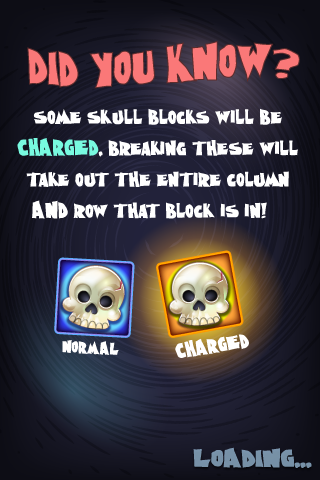 DID YOU KNOW?
SOME SKULL BLOCKS WILL BE
CHARGED. BREAKING THESE WILL
TAKE OUT THE ENTIRE COLUMN
AND ROW THAT BLOCK IS IN!
NORMAL
CHARGED
LOADING...